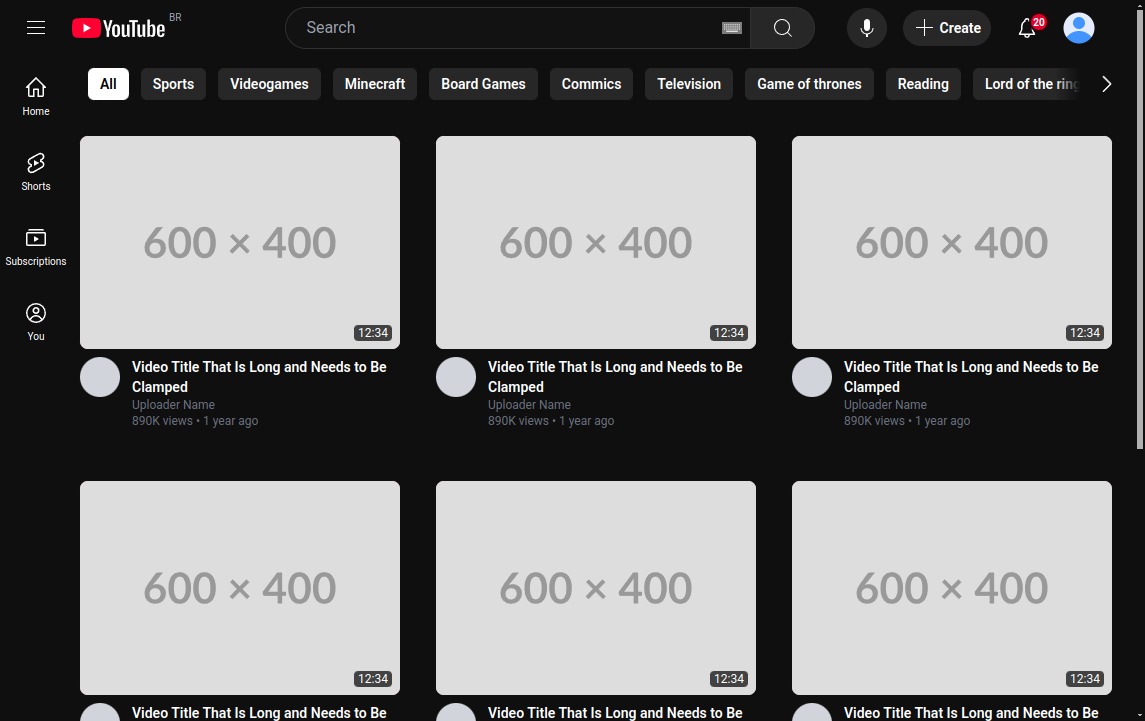 YouTube BR
Search
Create
20
All
Sports
Videogames
Minecraft
Board Games
Commics
Television
Game of thrones
Reading
Lord of the ring
Home
Shorts
Subscriptions
You
600 × 400
12:34
600 × 400
12:34
600 × 400
12:34
Video Title That Is Long and Needs to Be
Clamped
Uploader Name
890K views • 1 year ago
Video Title That Is Long and Needs to Be
Clamped
Uploader Name
890K views • 1 year ago
Video Title That Is Long and Needs to Be
Clamped
Uploader Name
890K views • 1 year ago
600 × 400
12:34
600 × 400
12:34
600 × 400
12:34
Video Title That Is Long and Needs to Be
Video Title That Is Long and Needs to Be
Video Title That Is Long and Needs to Be